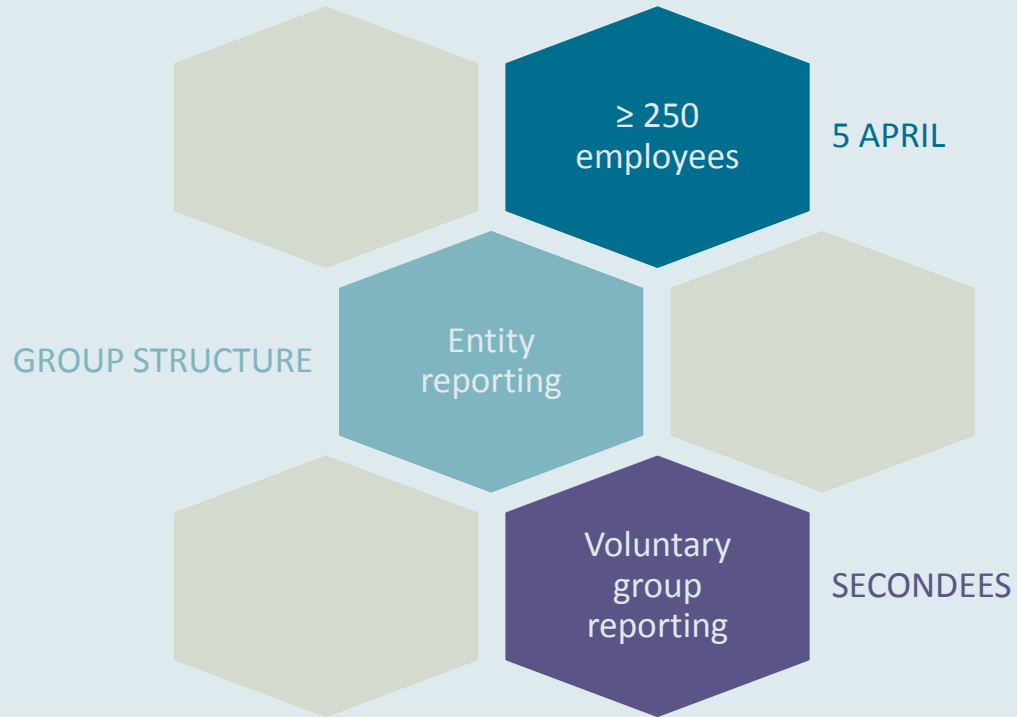 ≥ 250
employees
5 APRIL
GROUP STRUCTURE
Entity
reporting
Voluntary
group
reporting
SECONDEES